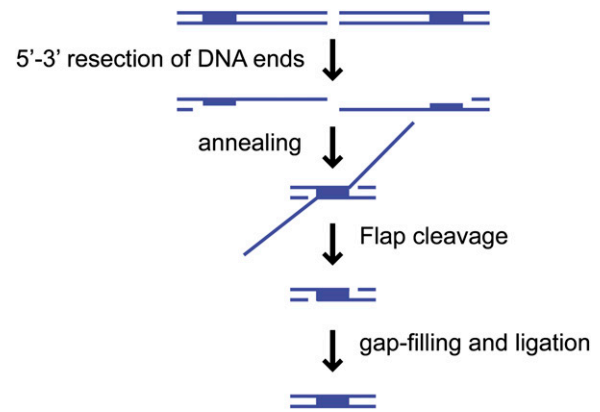 5’-3’ resection of DNA ends
annealing
Flap cleavage
gap-filling and ligation